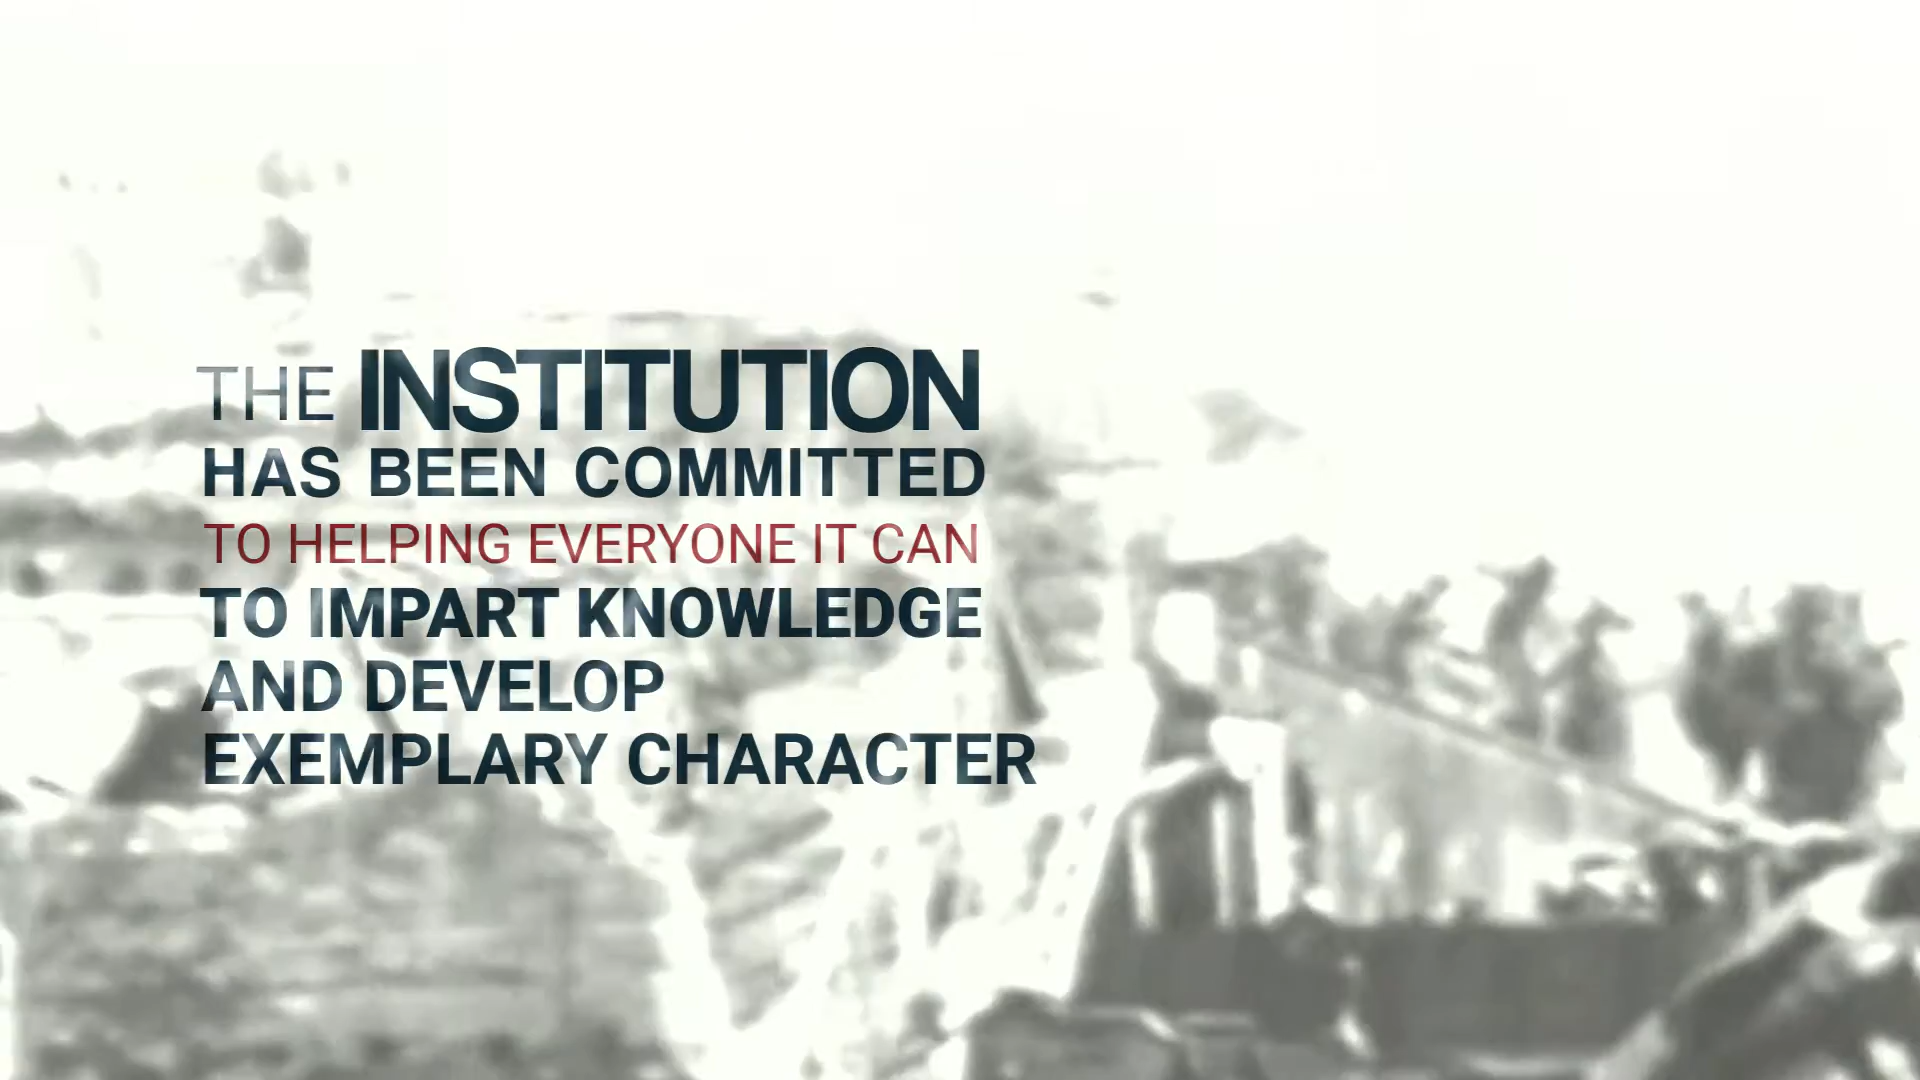 THE INSTITUTION
HAS BEEN COMMITTED
TO HELPING EVERYONE IT CAN
TO IMPART KNOWLEDGE
AND DEVELOP
EXEMPLARY CHARACTER